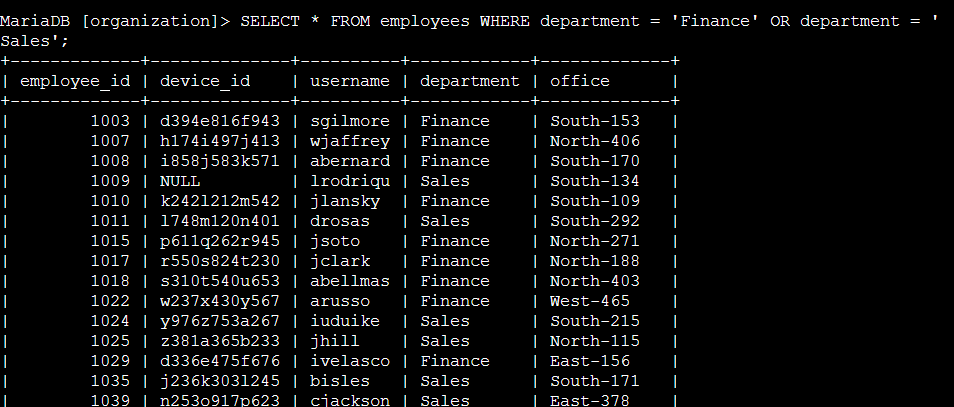 MariaDB [organization]> SELECT * FROM employees WHERE department = 'Finance' OR department = '
Sales';
+-------------+--------------+----------+------------+-------------+
| employee_id | device_id    | username | department | office      |
+-------------+--------------+----------+------------+-------------+
|        1003 | d394e816f943 | sgilmore | Finance    | South-153   |
|        1007 | h174i497j413 | wjaffrey | Finance    | North-406   |
|        1008 | i858j583k571 | abernard | Finance    | South-170   |
|        1009 | NULL         | lrodriqu | Sales      | South-134   |
|        1010 | k242l212m542 | jlansky  | Finance    | South-109   |
|        1011 | l748m120n401 | drosas   | Sales      | South-292   |
|        1015 | p611q262r945 | jsoto    | Finance    | North-271   |
|        1017 | r550s824t230 | jclark   | Finance    | North-188   |
|        1018 | s310t540u653 | abellmas | Finance    | North-403   |
|        1022 | w237x430y567 | arusso   | Finance    | West-465    |
|        1024 | y976z753a267 | iuduike  | Sales      | South-215   |
|        1025 | z381a365b233 | jhill    | Sales      | North-115   |
|        1029 | d336e475f676 | ivelasco | Finance    | East-156    |
|        1035 | j236k303l245 | bisles   | Sales      | South-171   |
|        1039 | n253o917p623 | cjackson | Sales      | East-378    |